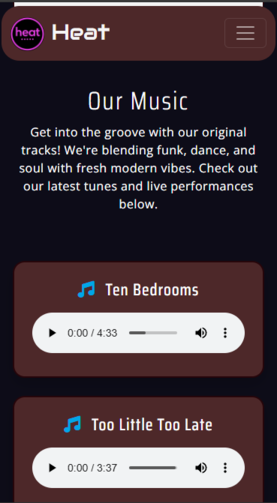 heat
Heat
Our Music
Get into the groove with our original
tracks! We're blending funk, dance, and
soul with fresh modern vibes. Check out
our latest tunes and live performances
below.
Ten Bedrooms
0:00 / 4:33
Too Little Too Late
0:00 / 3:37